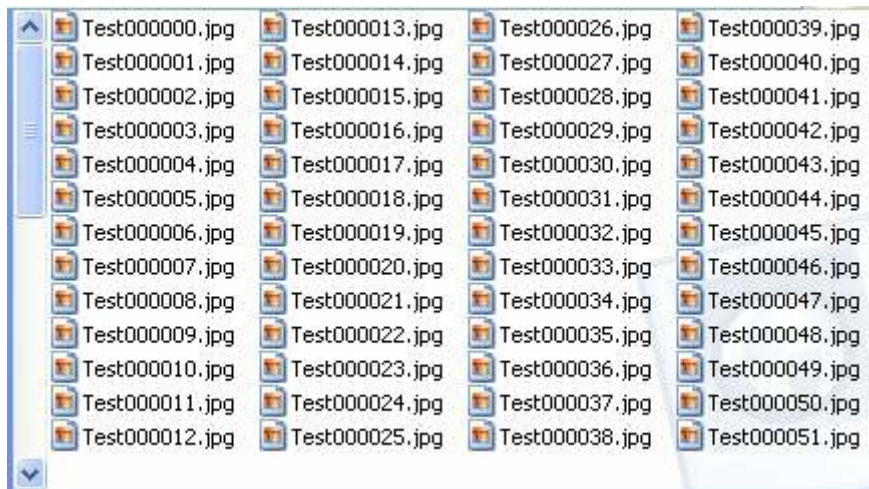 Test000000.jpg Test000013.jpg Test000026.jpg Test000039.jpg
Test000001.jpg Test000014.jpg Test000027.jpg Test000040.jpg
Test000002.jpg Test000015.jpg Test000028.jpg Test000041.jpg
Test000003.jpg Test000016.jpg Test000029.jpg Test000042.jpg
Test000004.jpg Test000017.jpg Test000030.jpg Test000043.jpg
Test000005.jpg Test000018.jpg Test000031.jpg Test000044.jpg
Test000006.jpg Test000019.jpg Test000032.jpg Test000045.jpg
Test000007.jpg Test000020.jpg Test000033.jpg Test000046.jpg
Test000008.jpg Test000021.jpg Test000034.jpg Test000047.jpg
Test000009.jpg Test000022.jpg Test000035.jpg Test000048.jpg
Test000010.jpg Test000023.jpg Test000036.jpg Test000049.jpg
Test000011.jpg Test000024.jpg Test000037.jpg Test000050.jpg
Test000012.jpg Test000025.jpg Test000038.jpg Test000051.jpg